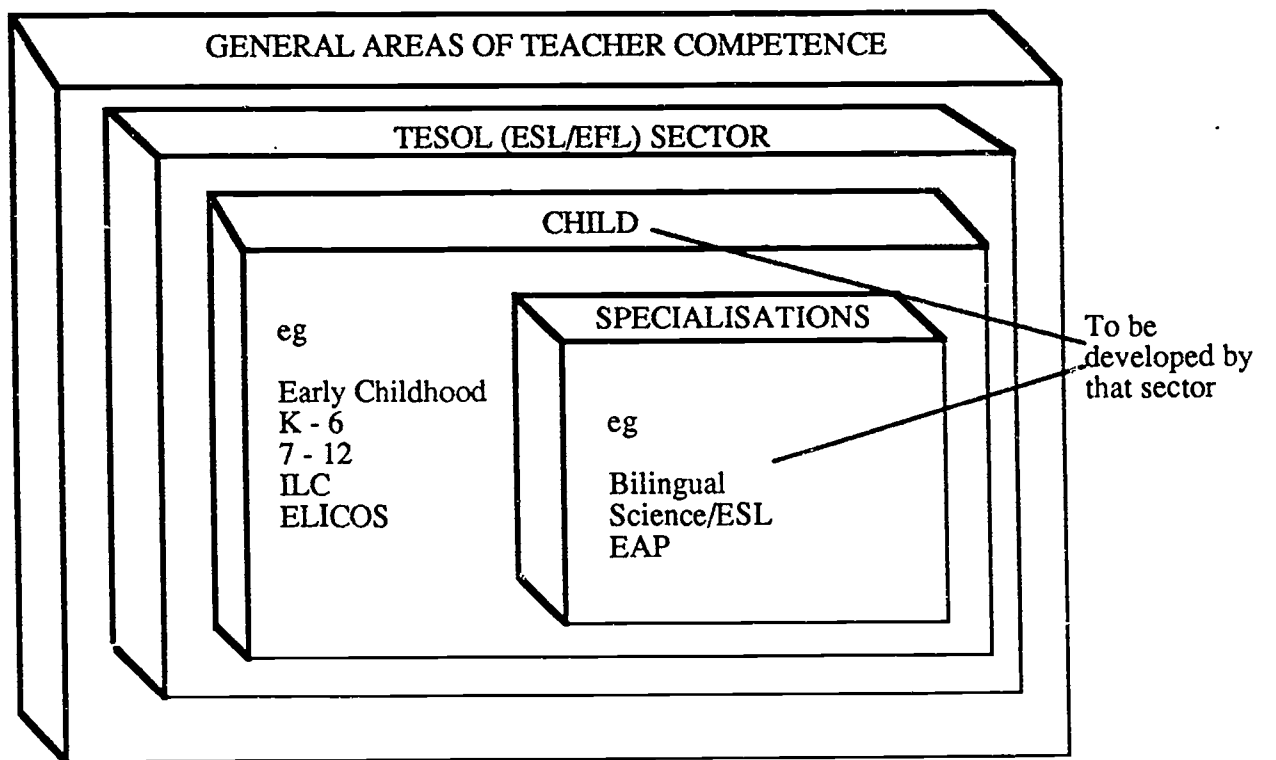 GENERAL AREAS OF TEACHER COMPETENCE
TESOL (ESL/EFL) SECTOR
CHILD
SPECIALISATIONS
eg
Early Childhood
K - 6
7 - 12
ILC
ELICOS
eg
Bilingual
Science/ESL
EAP
To be
developed by
that sector